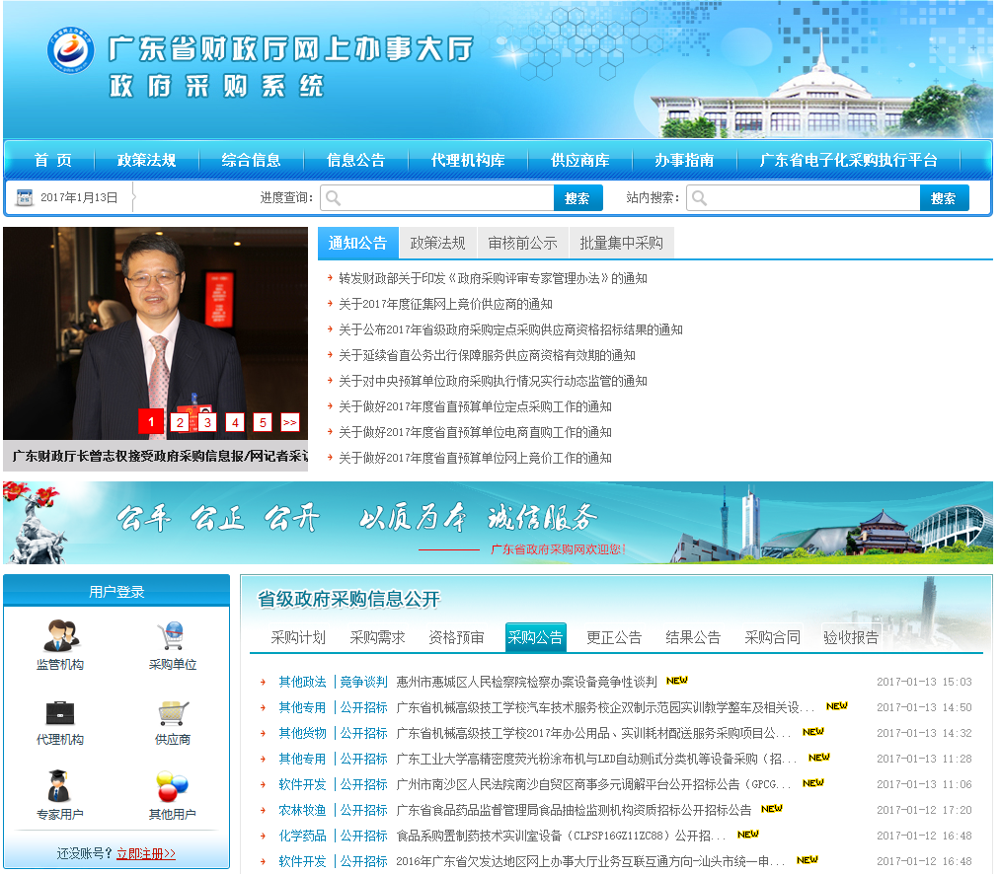 广东省财政厅网上办事大厅
政府采购系统
首 页 政策法规 综合信息 信息公告 代理机构库 供应商库 办事指南 广东省电子化采购执行平台
2017年1月13日 进度查询： 搜索 站内搜索： 搜索
通知公告 政策法规 审核前公示 批量集中采购
转发财政部关于印发《政府采购评审专家管理办法》的通知
关于2017年度征集网上竞价供应商的通知
关于公布2017年省级政府采购定点采购供应商资格招标结果的通知
关于延续省直公务出行保障服务供应商资格有效期的通知
关于对中央预算单位政府采购执行情况实行动态监管的通知
关于做好2017年度省直预算单位定点采购工作的通知
关于做好2017年度省直预算单位电商直购工作的通知
关于做好2017年度省直预算单位网上竞价工作的通知
1 2 3 4 5 >>
广东财政厅长曾志权接受政府采购信息报/网记者采访
公平 公正 公开 以质为本 诚信服务
广东省政府采购网欢迎您!
用户登录
监管机构 采购单位
代理机构 供应商
专家用户 其他用户
还没账号？立即注册>>
省级政府采购信息公开
采购计划 采购需求 资格预审 采购公告 更正公告 结果公告 采购合同 验收报告
其他政法 | 竞争谈判 惠州市惠城区人民检察院检察办案设备竞争性谈判 NEW 2017-01-13 15:03
其他专用 | 公开招标 广东省机械高级技工学校汽车技术服务校企双制示范园实训教学整车及相关设... NEW 2017-01-13 14:50
其他货物 | 公开招标 广东省机械高级技工学校2017年办公用品、实训耗材配送服务采购项目公... NEW 2017-01-13 14:32
其他专用 | 公开招标 广东工业大学高精密度荧光粉涂布机与LED自动测试分类机等设备采购（招... NEW 2017-01-13 11:28
软件开发 | 公开招标 广州市南沙区人民法院南沙自贸区商事多元调解平台公开招标公告（GPCG... NEW 2017-01-13 11:06
农林牧渔 | 公开招标 广东省食品药品监督管理局食品抽检监测机构资质招标公开招标公告 NEW 2017-01-12 17:20
化学药品 | 公开招标 食品系购置制药技术实训室设备（CLPSP16GZ11ZC88）公开招... NEW 2017-01-12 16:48
软件开发 | 公开招标 2016年广东省欠发达地区网上办事大厅业务互联互通方向-汕头市统一申... NEW 2017-01-12 16:48